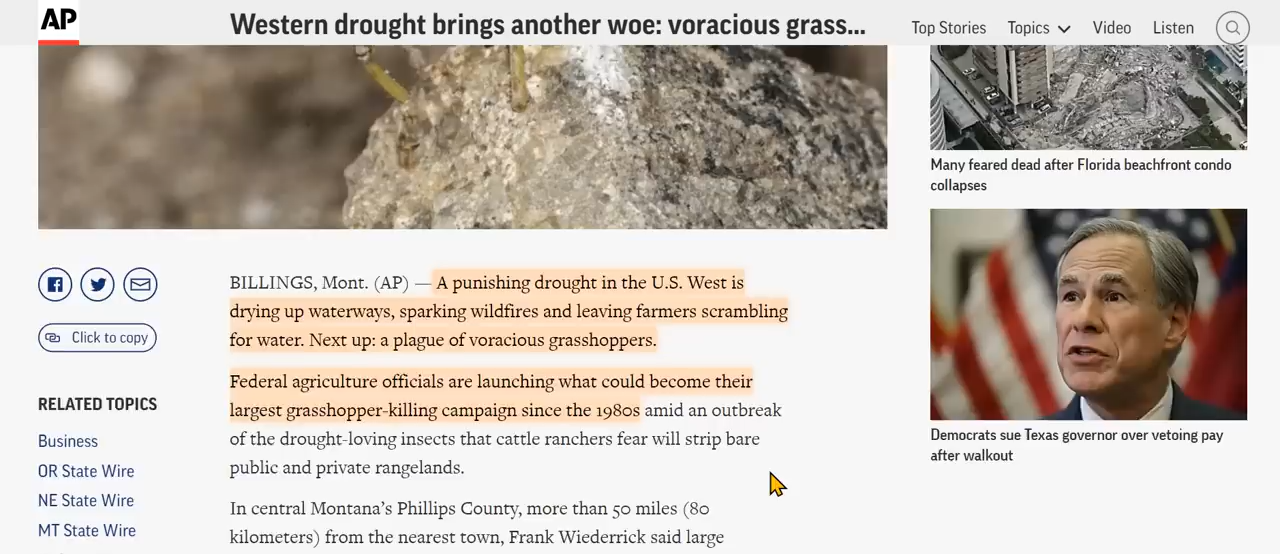 AP
Western drought brings another woe: voracious grass...
Top Stories
Topics
Video
Listen
Many feared dead after Florida beachfront condo
collapses
Democrats sue Texas governor over vetoing pay
after walkout
Click to copy
RELATED TOPICS
Business
OR State Wire
NE State Wire
MT State Wire
BILLINGS, Mont. (AP) — A punishing drought in the U.S. West is
drying up waterways, sparking wildfires and leaving farmers scrambling
for water. Next up: a plague of voracious grasshoppers.
Federal agriculture officials are launching what could become their
largest grasshopper-killing campaign since the 1980s amid an outbreak
of the drought-loving insects that cattle ranchers fear will strip bare
public and private rangelands.
In central Montana’s Phillips County, more than 50 miles (80
kilometers) from the nearest town, Frank Wiederrick said large